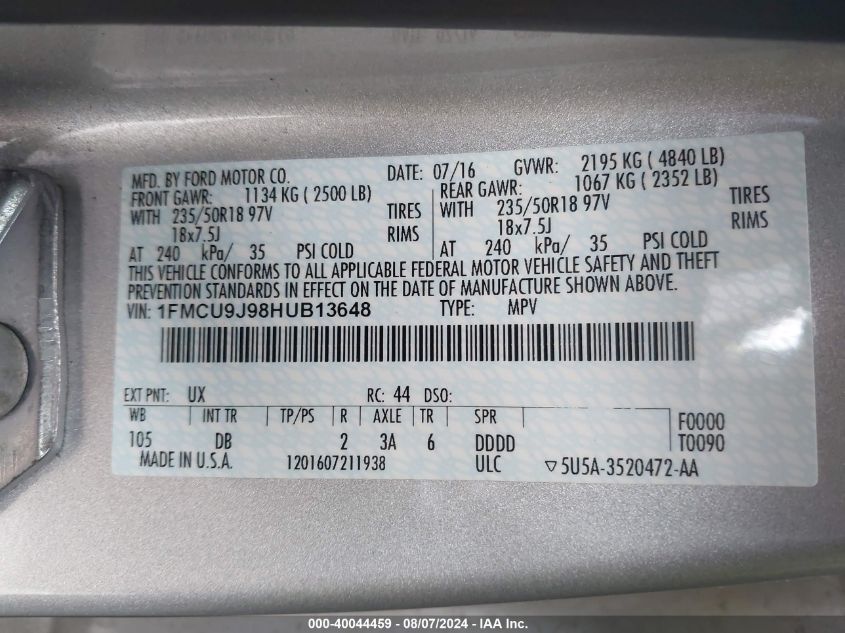 MFD. BY FORD MOTOR CO. DATE: 07/16 GVWR: 2195 KG ( 4840 LB)
FRONT GAWR: 1134 KG ( 2500 LB) REAR GAWR: 1067 KG ( 2352 LB)
WITH 235/50R18 97V TIRES WITH 235/50R18 97V TIRES
18x7.5J RIMS 18x7.5J RIMS
AT 240 kPa/ 35 PSI COLD AT 240 kPa/ 35 PSI COLD
THIS VEHICLE CONFORMS TO ALL APPLICABLE FEDERAL MOTOR VEHICLE SAFETY AND THEFT
PREVENTION STANDARDS IN EFFECT ON THE DATE OF MANUFACTURE SHOWN ABOVE.
VIN: 1FMCU9J98HUB13648 TYPE: MPV
EXT PNT: UX RC: 44 DSO:
WB INT TR TP/PS R AXLE TR SPR F0000
105 DB 2 3A 6 DDDD T0090
MADE IN U.S.A. 1201607211938 ULC 5U5A-3520472-AA
000-40044459 - 08/07/2024 - IAA Inc.